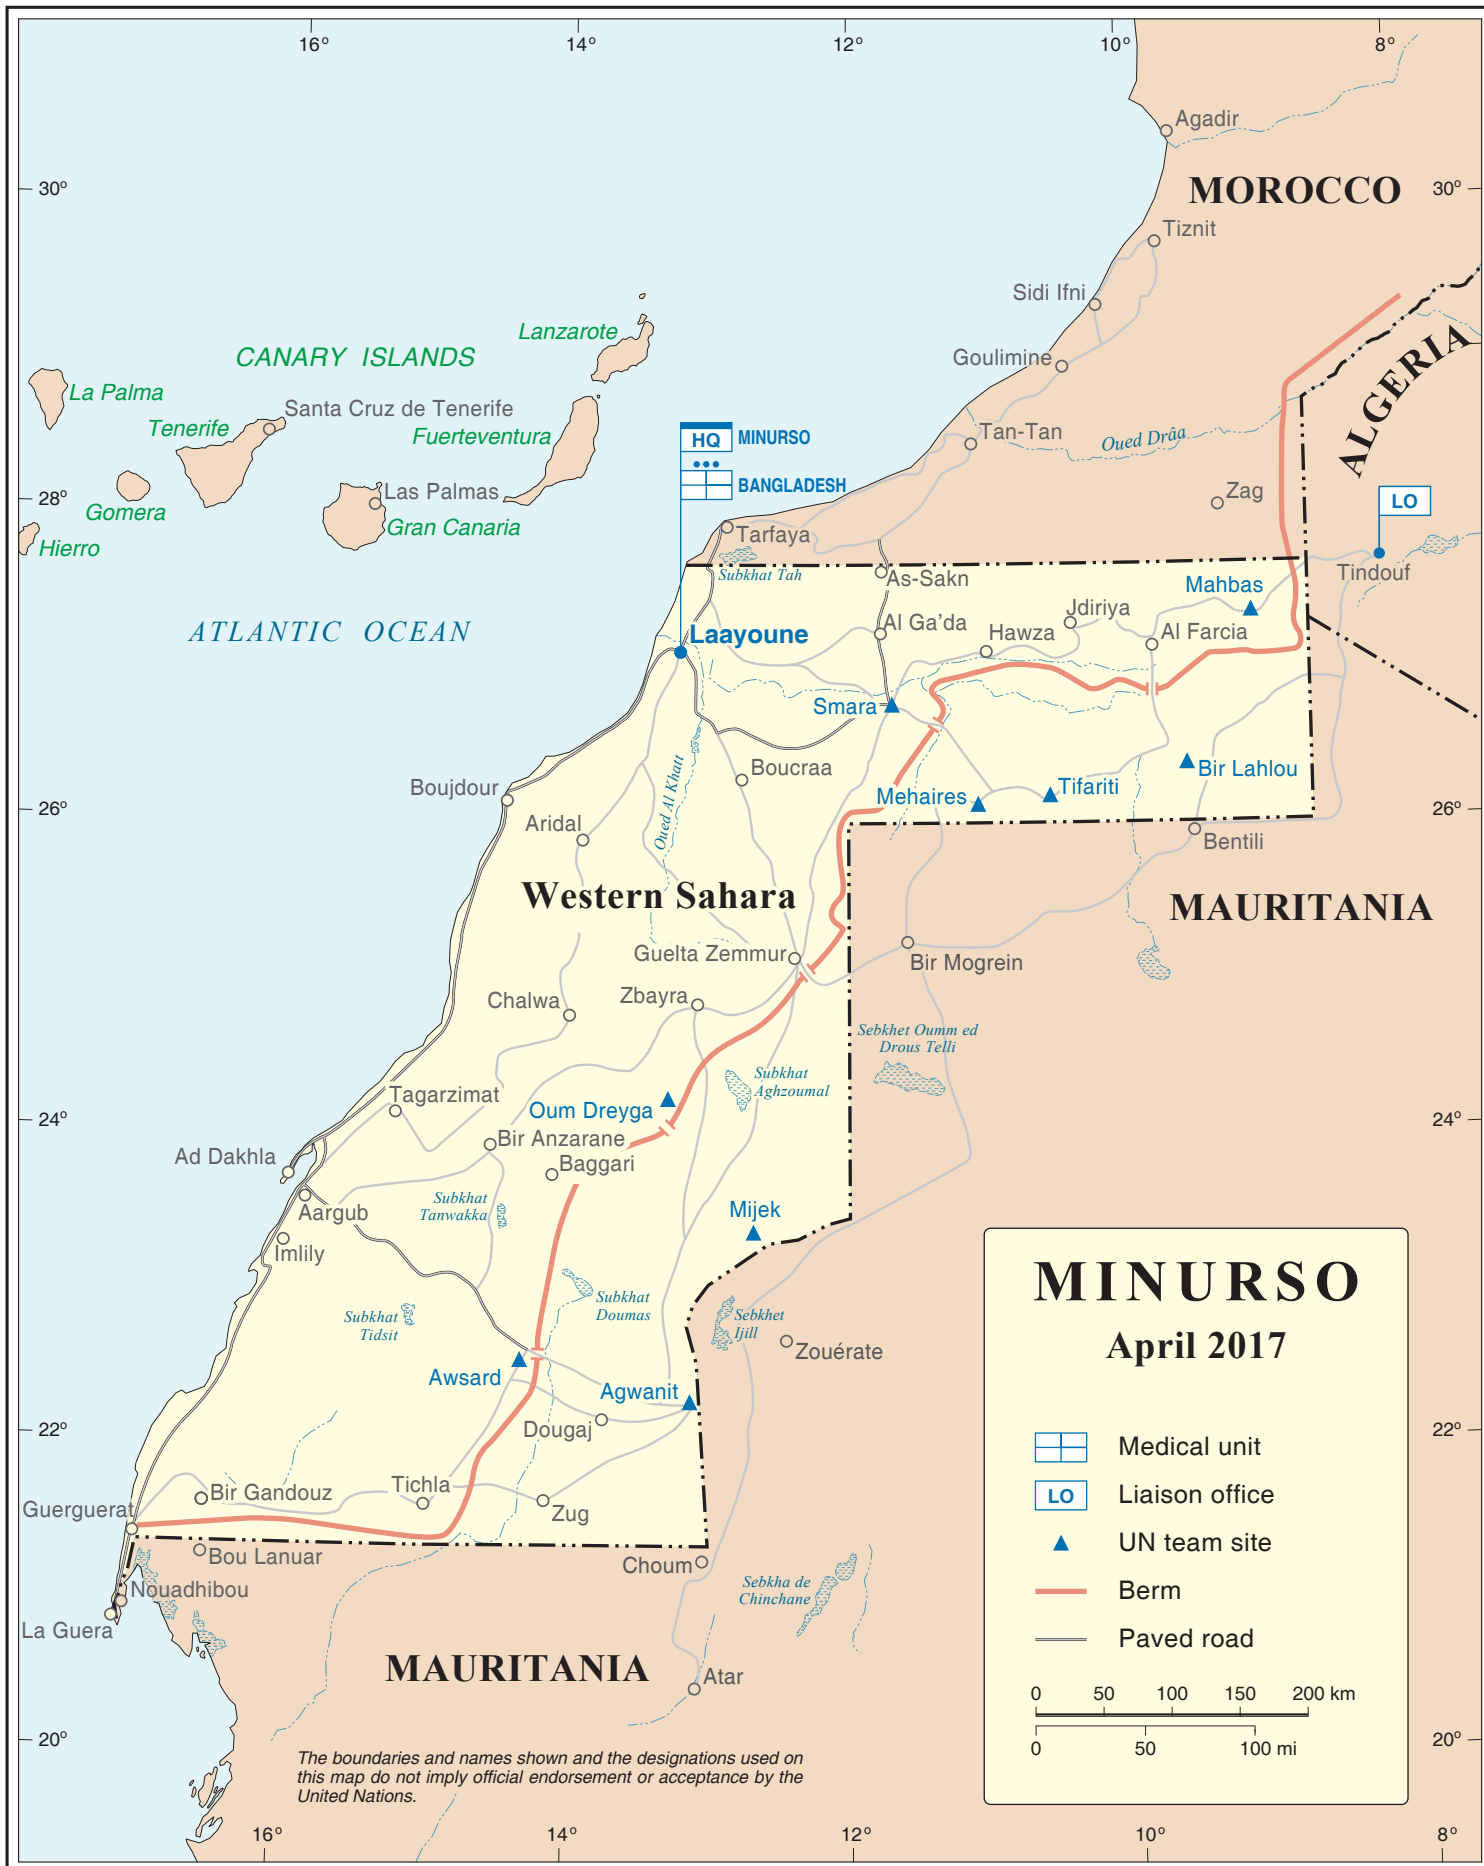 16°
14°
12°
10°
8°
Agadir
30°
MOROCCO
30°
Tiznit
Sidi Ifni
Lanzarote
CANARY ISLANDS
Goulimine
ALGERIA
La Palma
Santa Cruz de Tenerife
Tenerife
Fuerteventura
HQ
MINURSO
Tan-Tan
Oued Drâa
BANGLADESH
28°
Las Palmas
Zag
LO
Gomera
Gran Canaria
Tarfaya
Hierro
Subkhat Tah
As-Sakn
Tindouf
Mahbas
Jdiriya
ATLANTIC OCEAN
Laayoune
Al Ga'da
Hawza
Al Farcia
Smara
Boucraa
Bir Lahlou
Boujdour
Oued Al Khatt
Mehaires
Tifariti
26°
26°
Aridal
Bentili
Western Sahara
MAURITANIA
Guelta Zemmur
Bir Mogrein
Chalwa
Zbayra
Sebkhet Oumm ed
Drous Telli
Subkhat
Aghzoumal
Tagarzimat
Oum Dreyga
24°
24°
Bir Anzarane
Ad Dakhla
Baggari
Subkhat
Tanwakka
Aargub
Mijek
Imlily
Subkhat
Doumas
Subkhat
Tidsit
Sebkhet
Ijill
Zouérate
Awsard
Agwanit
22°
Dougaj
22°
Tichla
Bir Gandouz
Zug
Guerguerat
Bou Lanuar
Choum
Nouadhibou
Sebkha de
Chinchane
La Guera
MAURITANIA
Atar
20°
20°
MINURSO
April 2017
Medical unit
LO
Liaison office
UN team site
Berm
Paved road
0 50 100 150 200 km
0 50 100 mi
The boundaries and names shown and the designations used on
this map do not imply official endorsement or acceptance by the
United Nations.
16°
14°
12°
10°
8°